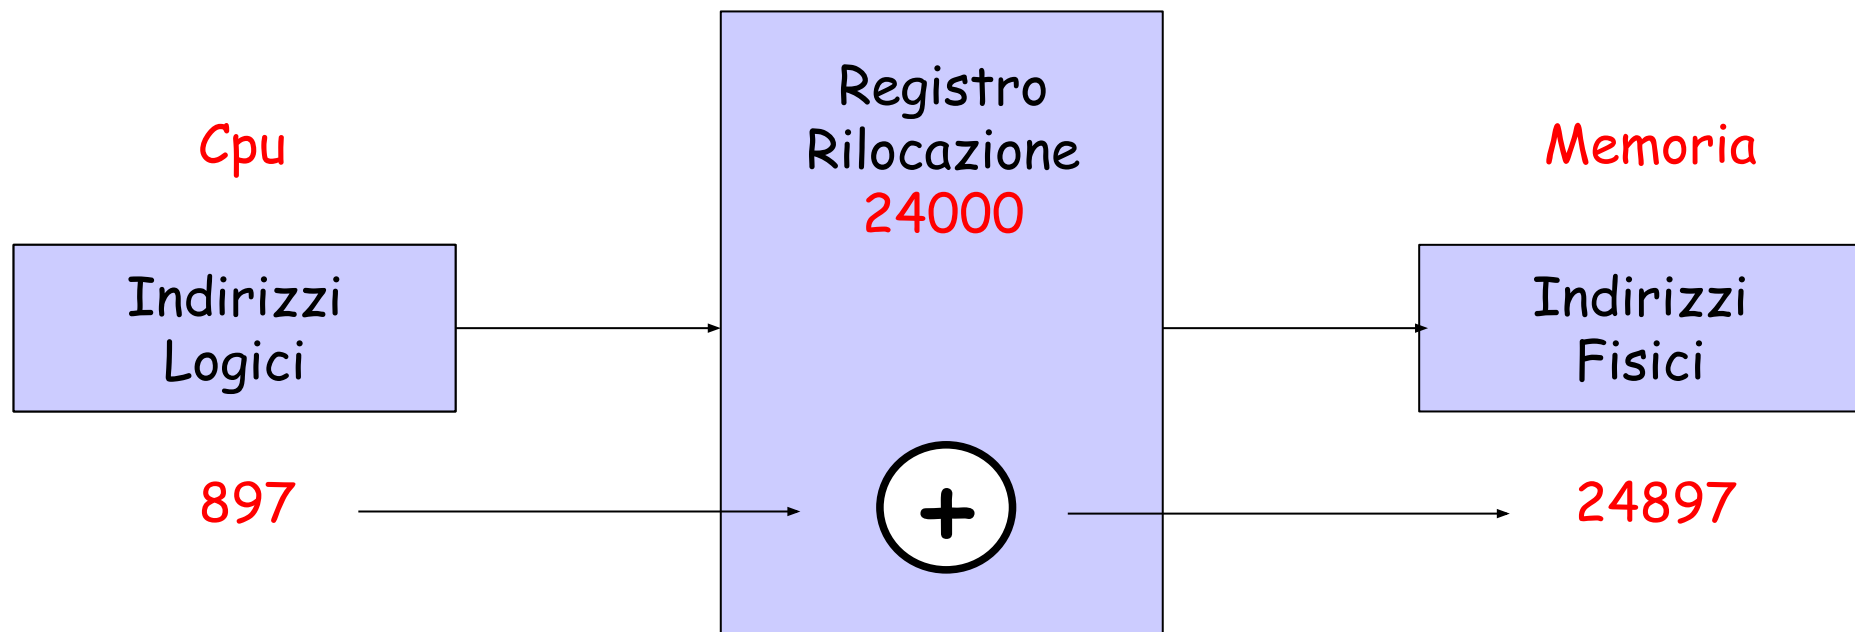 Cpu
Indirizzi
Logici
897
Registro
Rilocazione
24000
+
Memoria
Indirizzi
Fisici
24897